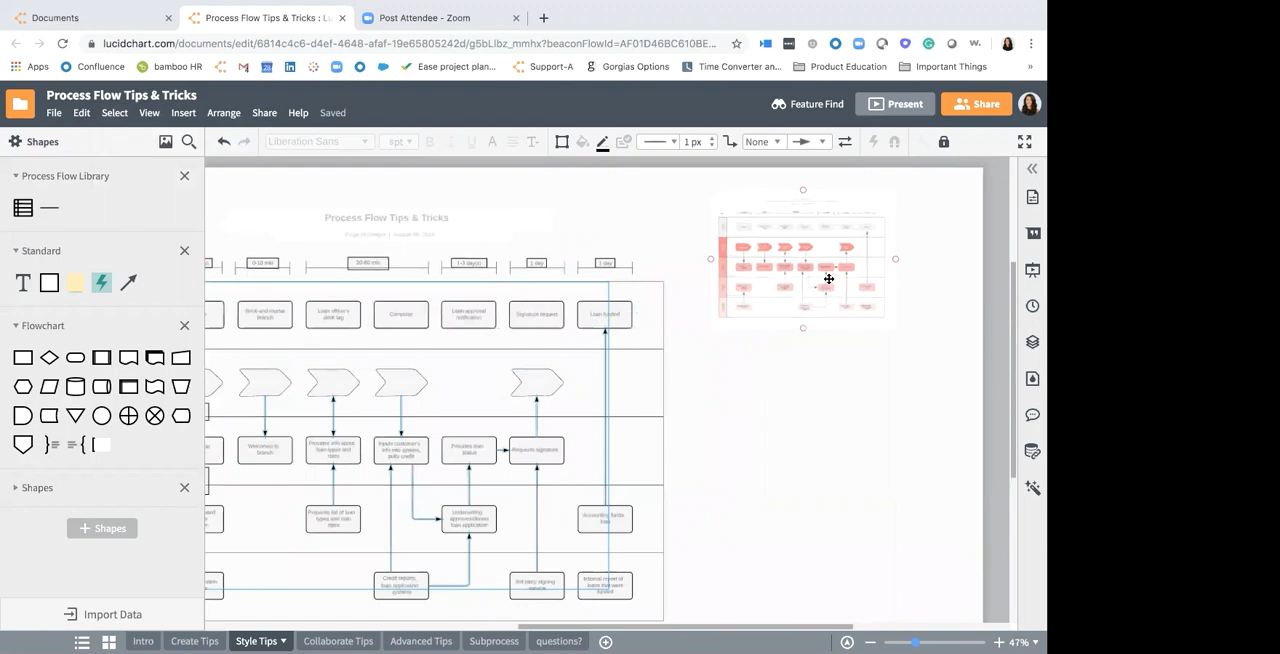 Documents
Process Flow Tips & Tricks : Lu
Post Attendee - Zoom
lucidchart.com/documents/edit/6814c4c6-d4ef-4648-afaf-19e65805242d/g5bLIbz_mmhx?beaconFlowId=AF01D46BC610BE...
Apps
Confluence
bamboo HR
Ease project plan...
Support-A
Gorgias Options
Time Converter an...
Product Education
Important Things
»
Process Flow Tips & Tricks
File Edit Select View Insert Arrange Share Help Saved
Feature Find
Present
Share
Shapes
Liberation Sans
8pt
1 px
None
Process Flow Library
Standard
Flowchart
Shapes
+ Shapes
Import Data
Process Flow Tips & Tricks
0-10 min
30-60 min
1-3 day(s)
1 day
1 day
Brick-and-mortar branch
Loan officer's desk tag
Computer
Loan approval notification
Signature request
Loan funded
Welcomed to branch
Provides info about loan types and rates
Inputs customer's info into system, pulls credit
Provides loan status
Requests signature
Prepares list of loan types and loan rates
Underwriting approves/denies loan application
Accounting funds loan
Credit reports, loan application systems
3rd party signing service
Internal report of loans that were funded
Intro
Create Tips
Style Tips
Collaborate Tips
Advanced Tips
Subprocess
questions?
47%